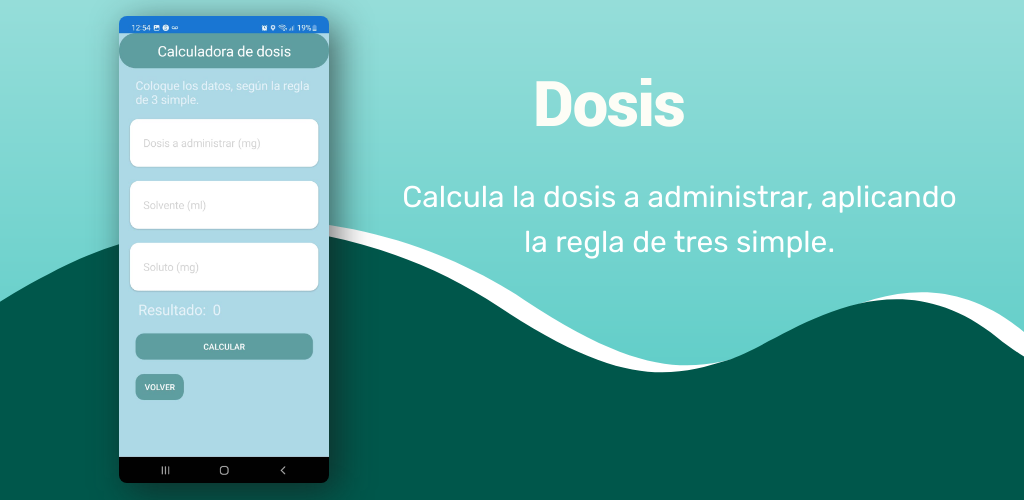 12:54
19%
Calculadora de dosis
Coloque los datos, según la regla
de 3 simple.
Dosis a administrar (mg)
Solvente (ml)
Soluto (mg)
Resultado: 0
CALCULAR
VOLVER
Dosis
Calcula la dosis a administrar, aplicando
la regla de tres simple.